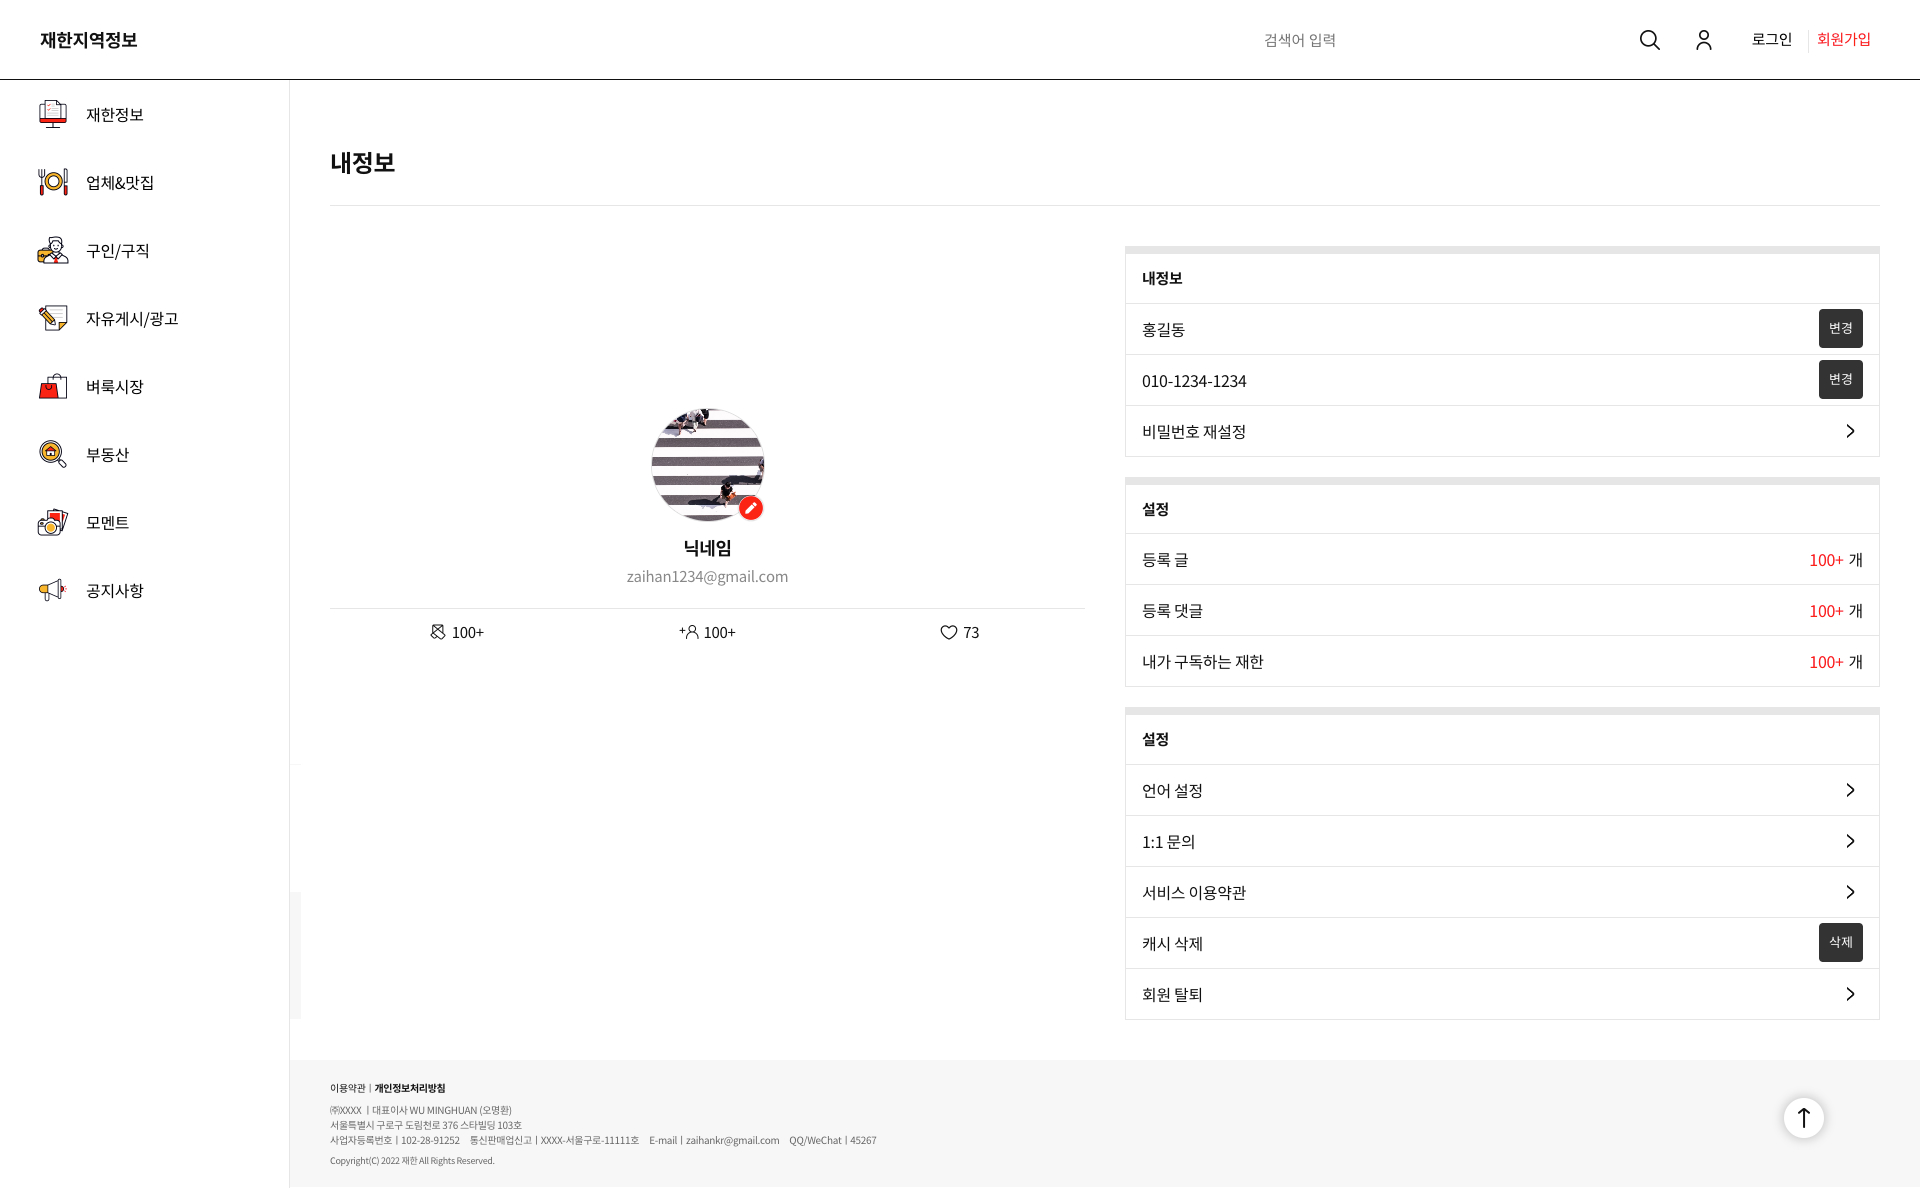 재한지역정보
검색어 입력
로그인
회원가입
재한정보
업체&맛집
구인/구직
자유게시/광고
벼룩시장
부동산
모멘트
공지사항
내정보
닉네임
zaihan1234@gmail.com
100+
100+
73
내정보
홍길동 변경
010-1234-1234 변경
비밀번호 재설정
설정
등록 글 100+ 개
등록 댓글 100+ 개
내가 구독하는 재한 100+ 개
설정
언어 설정
1:1 문의
서비스 이용약관
캐시 삭제 삭제
회원 탈퇴
이용약관 | 개인정보처리방침
㈜XXXX | 대표이사 WU MINGHUAN (오명환)
서울특별시 구로구 도림천로 376 스타빌딩 103호
사업자등록번호 | 102-28-91252 통신판매업신고 | XXXX-서울구로-11111호 E-mail | zaihankr@gmail.com QQ/WeChat | 45267
Copyright(C) 2022 재한 All Rights Reserved.